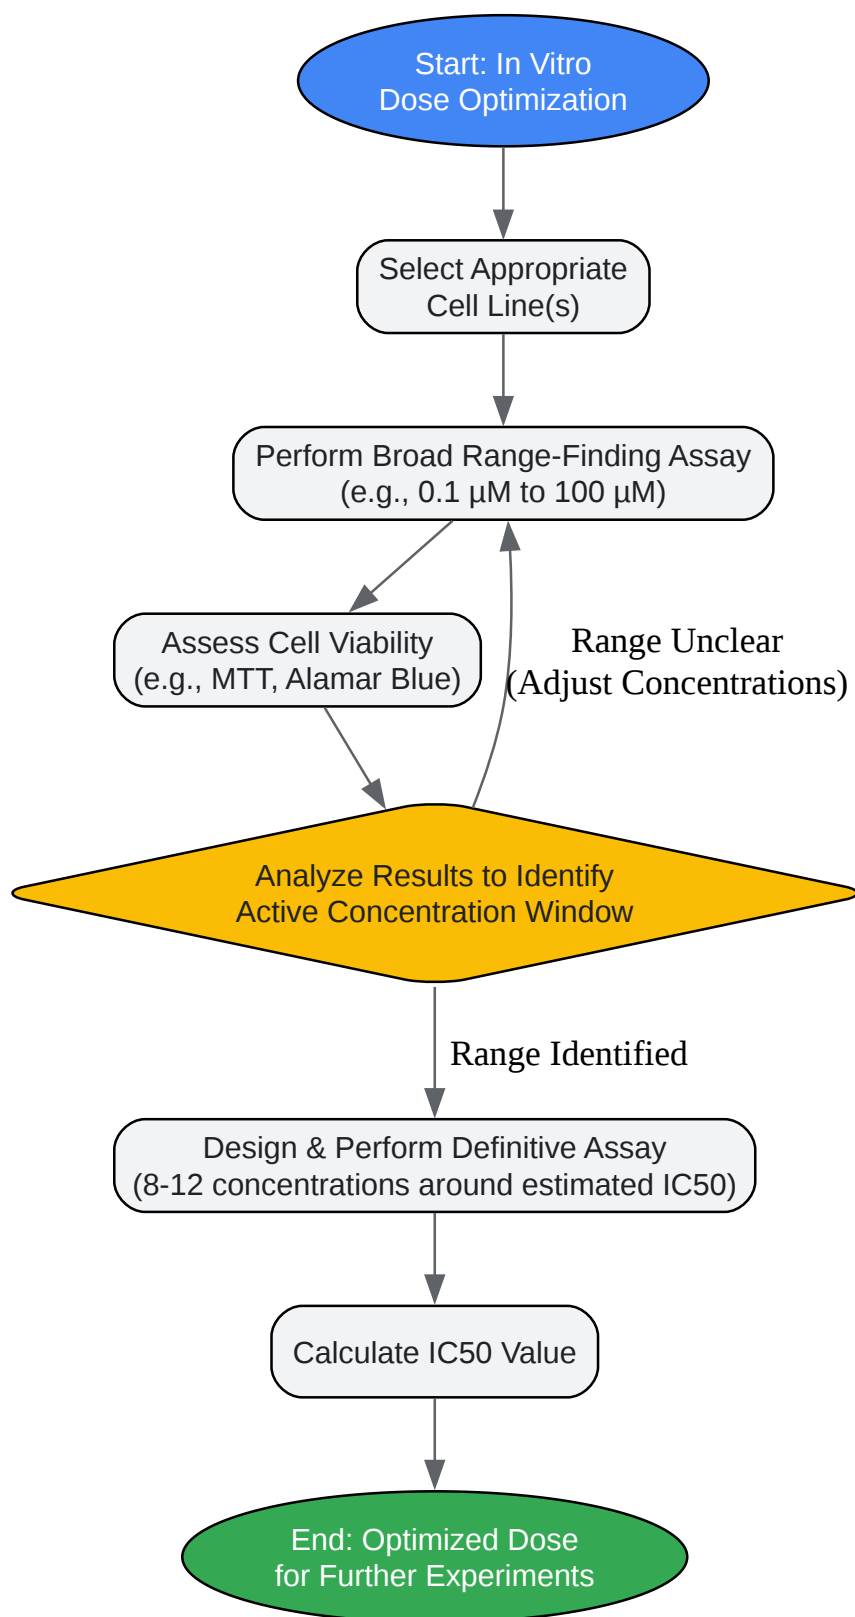 Start: In Vitro
Dose Optimization
Select Appropriate
Cell Line(s)
Perform Broad Range-Finding Assay
(e.g., 0.1 µM to 100 µM)
Assess Cell Viability
(e.g., MTT, Alamar Blue)
Range Unclear
(Adjust Concentrations)
Analyze Results to Identify
Active Concentration Window
Range Identified
Design & Perform Definitive Assay
(8-12 concentrations around estimated IC50)
Calculate IC50 Value
End: Optimized Dose
for Further Experiments